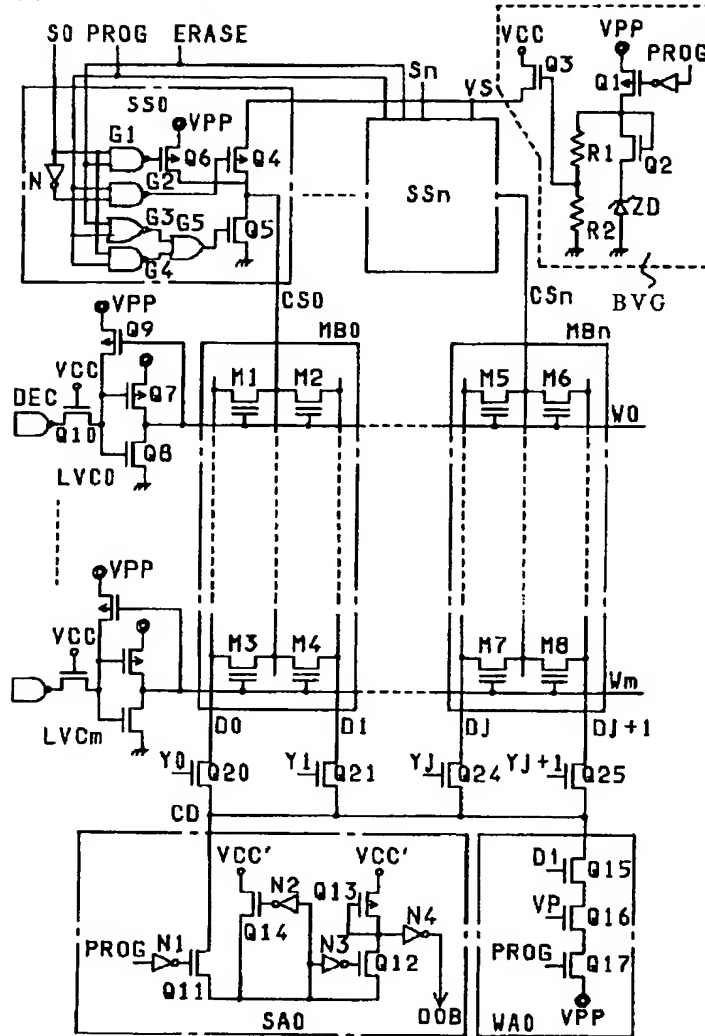 S0 PROG ERASE
Sn
VS
VCC
Q3
VPP
PROG
Q1
SS0
VPP
G1
Q6
Q4
N
G2
G3
G5
Q5
G4
SSn
R1
Q2
R2
ZD
BVG
CS0
CSn
VPP
Q9
MB0
MBn
VCC
DEC
Q7
M1
M2
M5
M6
W0
Q10
Q8
LVC0
VPP
VCC
M3
M4
M7
M8
Wm
LVCm
D0
D1
Dj
Dj+1
Y0
Q20
Y1
Q21
Yj
Q24
Yj+1
Q25
CD
VCC'
VCC'
N2
Q13
N4
Q14
N3
Q12
PROG
N1
Q11
SA0
DOB
Di
Q15
VP
Q16
PROG
Q17
VPP
WA0